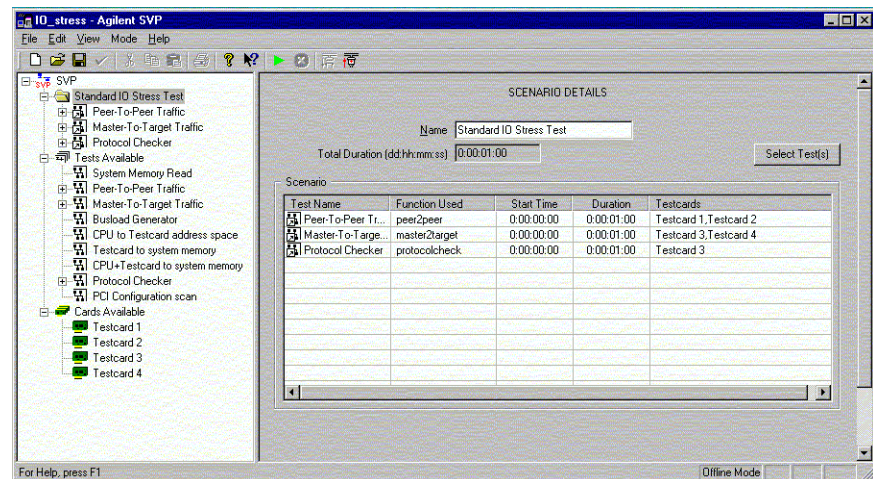 IO_stress - Agilent SVP
File Edit View Mode Help
SVP
Standard IO Stress Test
Peer-To-Peer Traffic
Master-To-Target Traffic
Protocol Checker
Tests Available
System Memory Read
Peer-To-Peer Traffic
Master-To-Target Traffic
Busload Generator
CPU to Testcard address space
Testcard to system memory
CPU+Testcard to system memory
Protocol Checker
PCI Configuration scan
Cards Available
Testcard 1
Testcard 2
Testcard 3
Testcard 4
SCENARIO DETAILS
Name Standard IO Stress Test
Total Duration (dd:hh:mm:ss) 0:00:01:00 Select Test(s)
Scenario
Test Name Function Used Start Time Duration Testcards
Peer-To-Peer Tr... peer2peer 0:00:00:00 0:00:01:00 Testcard 1,Testcard 2
Master-To-Targe... master2target 0:00:00:00 0:00:01:00 Testcard 3,Testcard 4
Protocol Checker protocolcheck 0:00:00:00 0:00:01:00 Testcard 3
For Help, press F1 Offline Mode